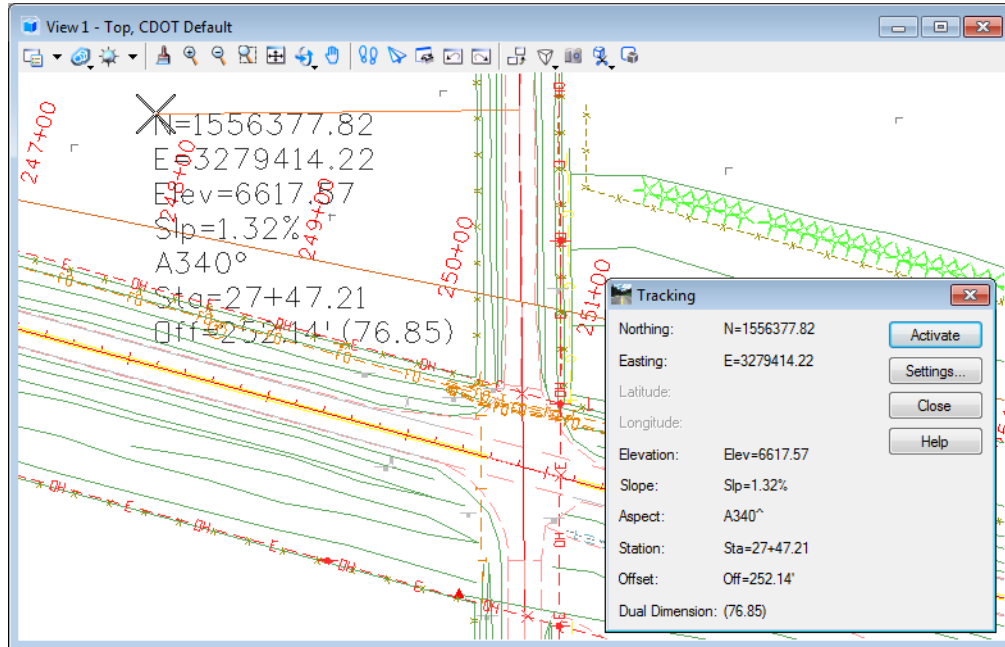 View 1 - Top, CDOT Default
247+00
248+00
249+00
250+00
251+00
N=1556377.82
E=3279414.22
Elev=6617.57
Slp=1.32%
A340°
Sta=27+47.21
Off=252.14' (76.85)
Tracking
Northing: N=1556377.82
Activate
Easting: E=3279414.22
Settings...
Latitude:
Close
Longitude:
Help
Elevation: Elev=6617.57
Slope: Slp=1.32%
Aspect: A340^
Station: Sta=27+47.21
Offset: Off=252.14'
Dual Dimension: (76.85)